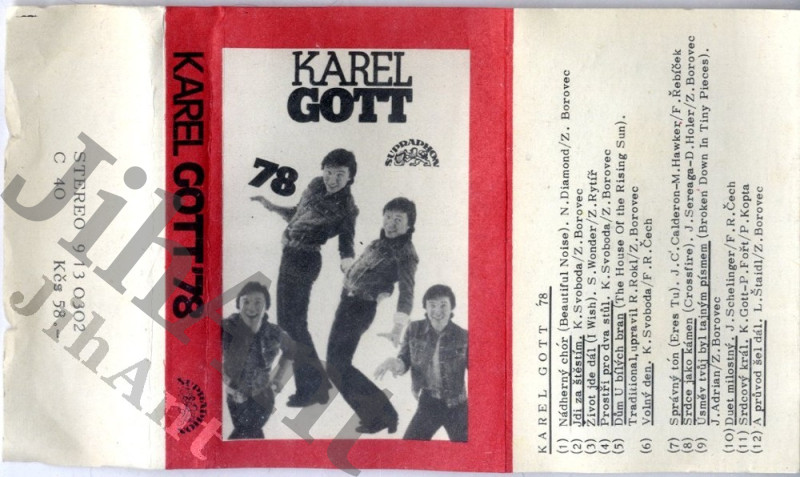 STEREO 913 0302
C 40 Kčs 58,-
KAREL GOTT '78
SUPRAPHON
KAREL
GOTT
SUPRAPHON
78
KAREL GOTT 78
(1) Nádherný chór (Beautiful Noise). N.Diamond/Z. Borovec
(2) Jdi za štěstím. K.Svoboda/Z.Borovec
(3) Život jde dál (I Wish). S.Wonder/Z.Rytíř
(4) Prostři pro dva stůl. K.Svoboda/Z.Borovec
(5) Dům U bílých bran (The House Of the Rising Sun).
Traditional,upravil R.Rokl/Z.Borovec
(6) Volný den. K.Svoboda/F.R.Čech
(7) Správný tón (Eres Tu). J.C.Calderon-M.Hawker/F.Řebíček
(8) Srdce jako kámen (Crossfire). J.Sereaga-D.Holer/Z.Borovec
(9) Úsměv tvůj byl tajným písmem (Broken Down In Tiny Pieces).
J.Adrian/Z.Borovec
(10) Duet milostný. J.Schelinger/F.R.Čech
(11) Srdcový král. K.Gott-P.Fořt/P.Kopta
(12) A průvod šel dál. L.Štaidl/Z.Borovec
JihAnt
JihAnt